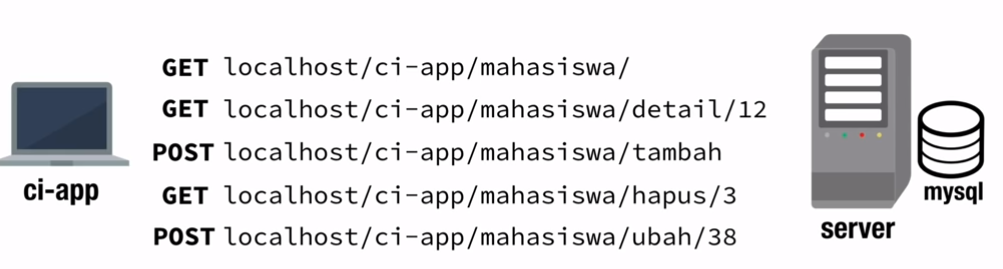 GET localhost/ci-app/mahasiswa/
GET localhost/ci-app/mahasiswa/detail/12
POST localhost/ci-app/mahasiswa/tambah
GET localhost/ci-app/mahasiswa/hapus/3
POST localhost/ci-app/mahasiswa/ubah/38
ci-app
server
mysql